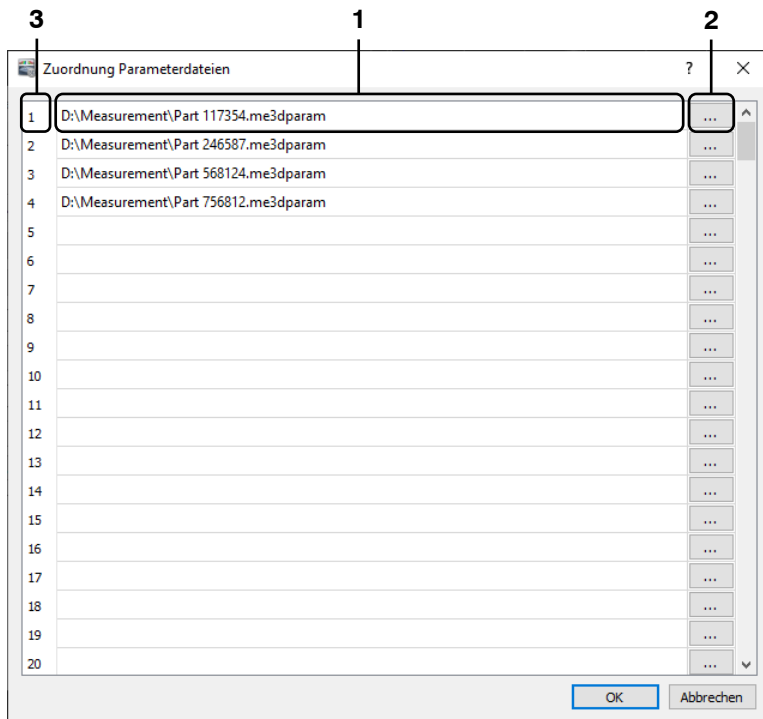 3 1 2
Zuordnung Parameterdateien ?
1 D:\Measurement\Part 117354.me3dparam ...
2 D:\Measurement\Part 246587.me3dparam ...
3 D:\Measurement\Part 568124.me3dparam ...
4 D:\Measurement\Part 756812.me3dparam ...
5 ...
6 ...
7 ...
8 ...
9 ...
10 ...
11 ...
12 ...
13 ...
14 ...
15 ...
16 ...
17 ...
18 ...
19 ...
20 ...
OK Abbrechen